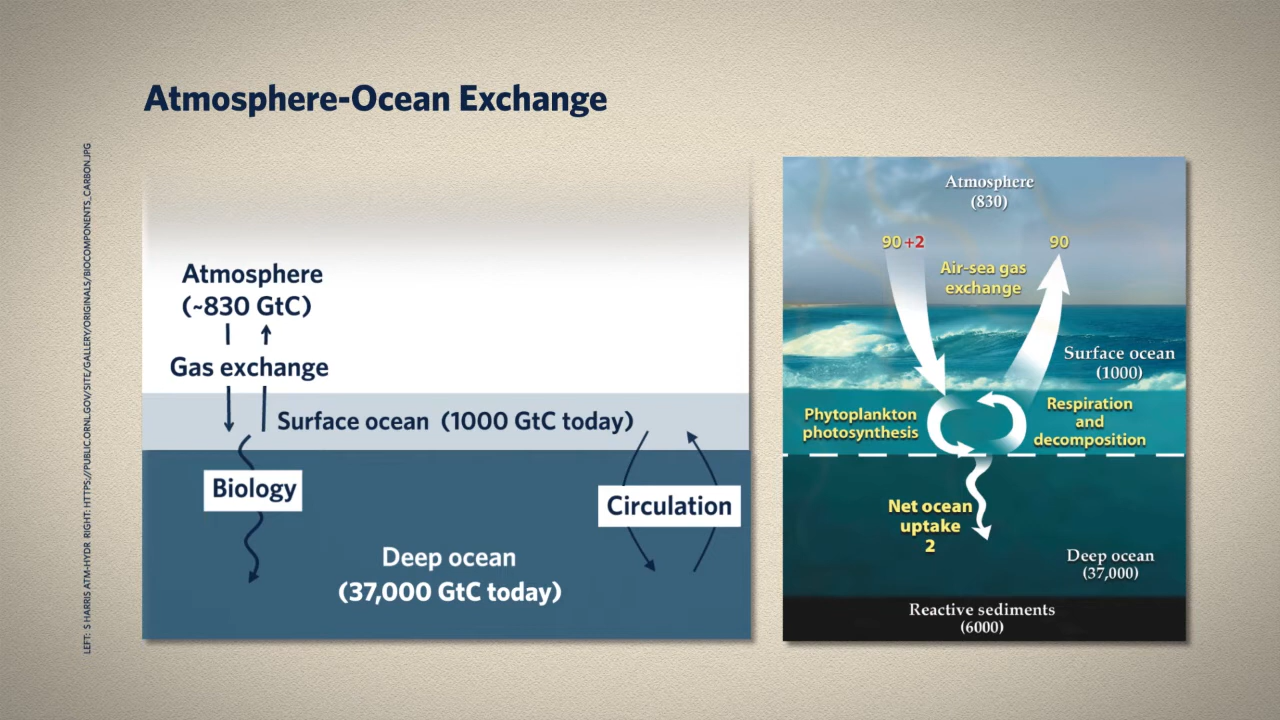 Atmosphere-Ocean Exchange
LEFT: S HARRIS ATM-HYDR RIGHT: HTTPS://PUBLIC.ORNL.GOV/SITE/GALLERY/ORIGINALS/BIOCOMPONENTS_CARBON.JPG
Atmosphere
(~830 GtC)
Gas exchange
Surface ocean (1000 GtC today)
Biology
Circulation
Deep ocean
(37,000 GtC today)
Atmosphere
(830)
90 +2
90
Air-sea gas
exchange
Surface ocean
(1000)
Phytoplankton
photosynthesis
Respiration
and
decomposition
Net ocean
uptake
2
Deep ocean
(37,000)
Reactive sediments
(6000)